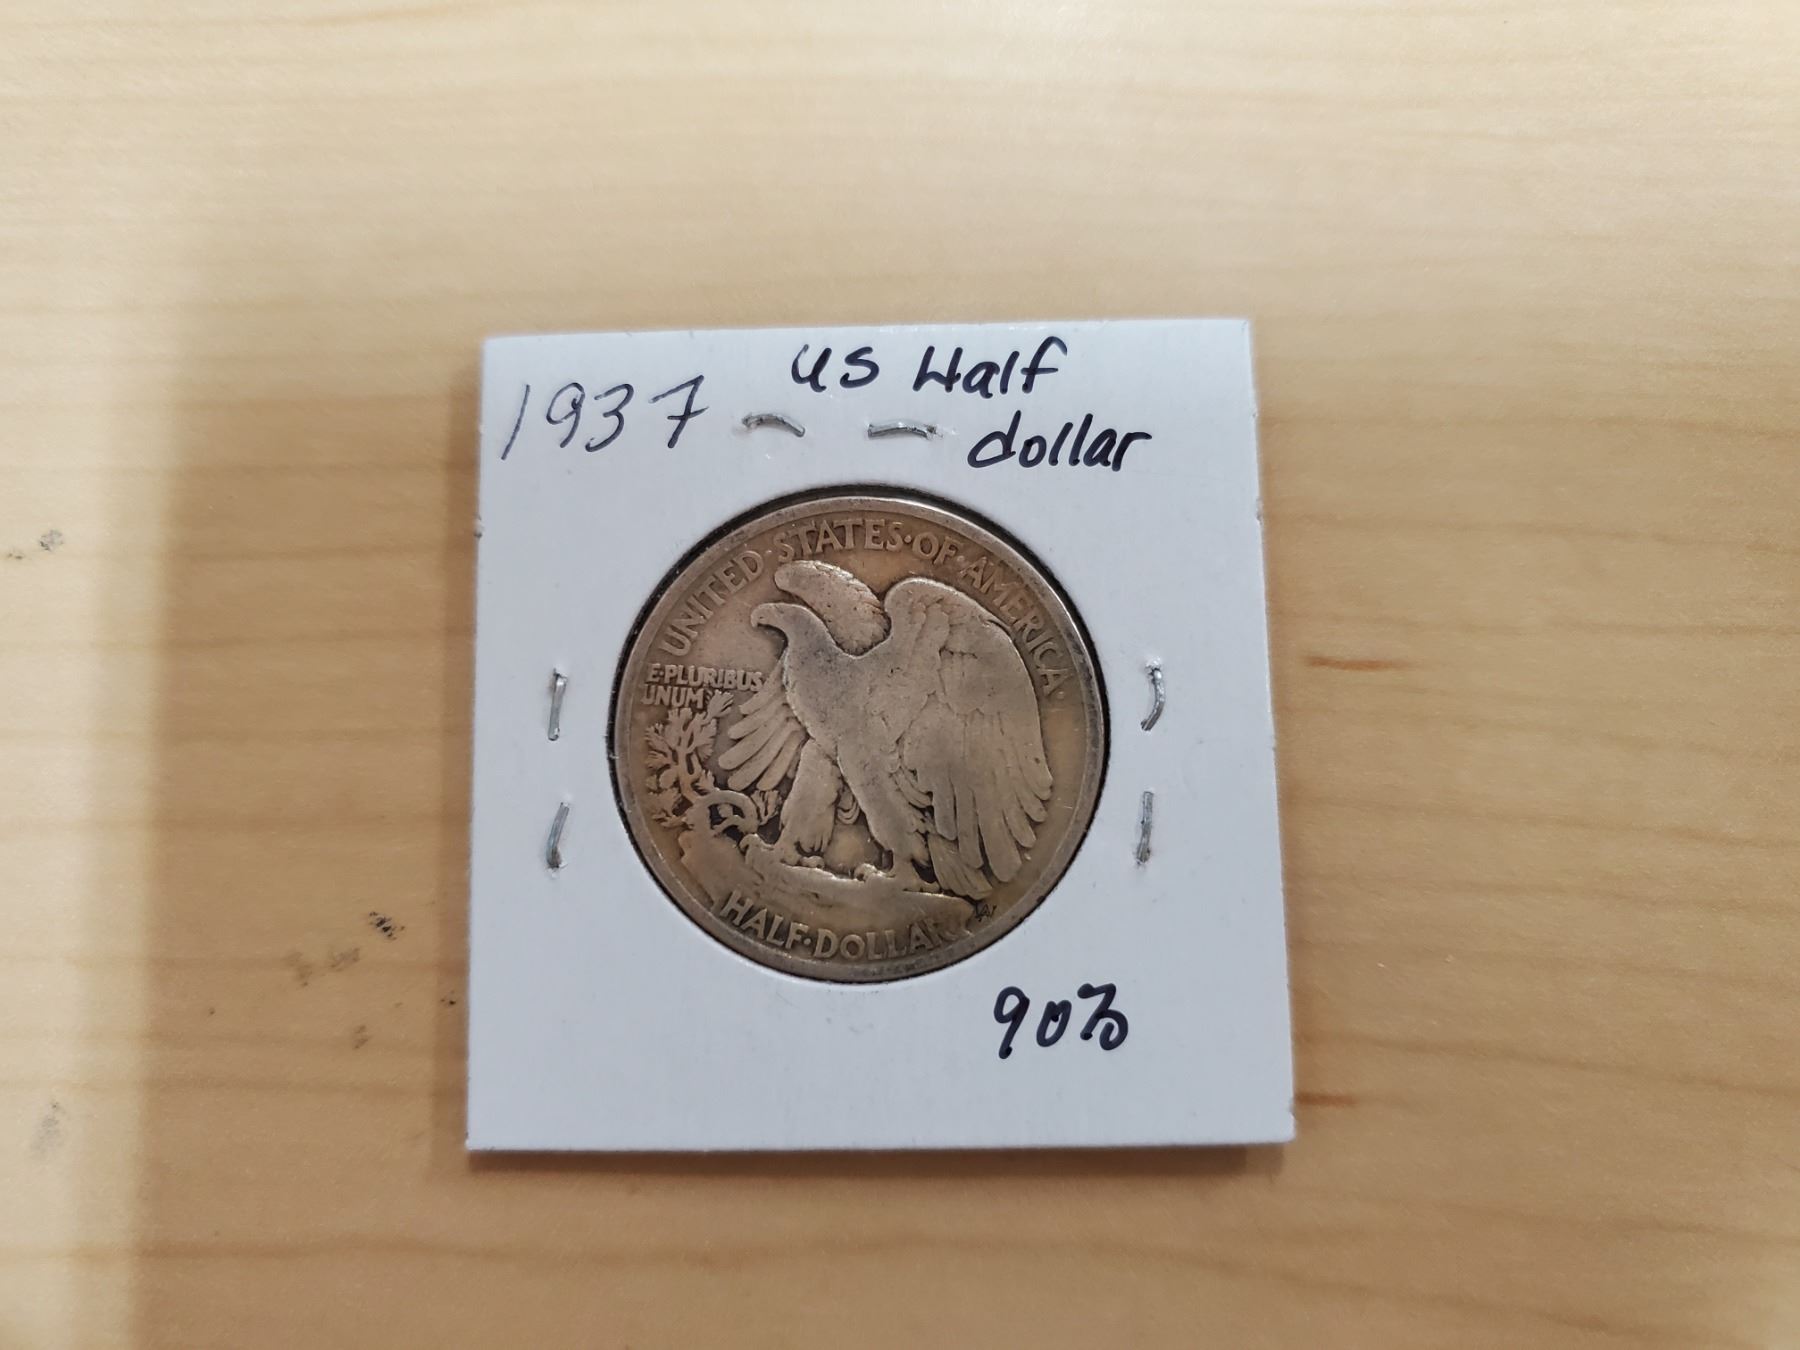 US Half
1937
dollar
UNITED·STATES·OF·AMERICA·
E·PLURIBUS
UNUM
HALF·DOLLAR
90%